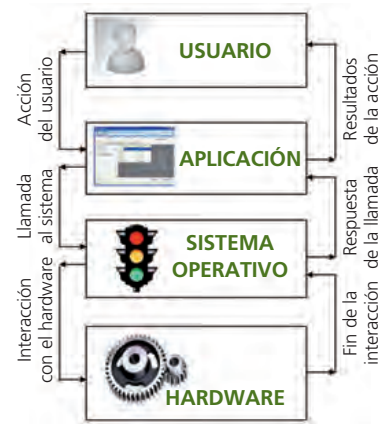 USUARIO
Acción
del usuario
Resultados
de la acción
APLICACIÓN
Llamada
al sistema
Respuesta
de la llamada
SISTEMA
OPERATIVO
Interacción
con el hardware
Fin de la
interacción
HARDWARE